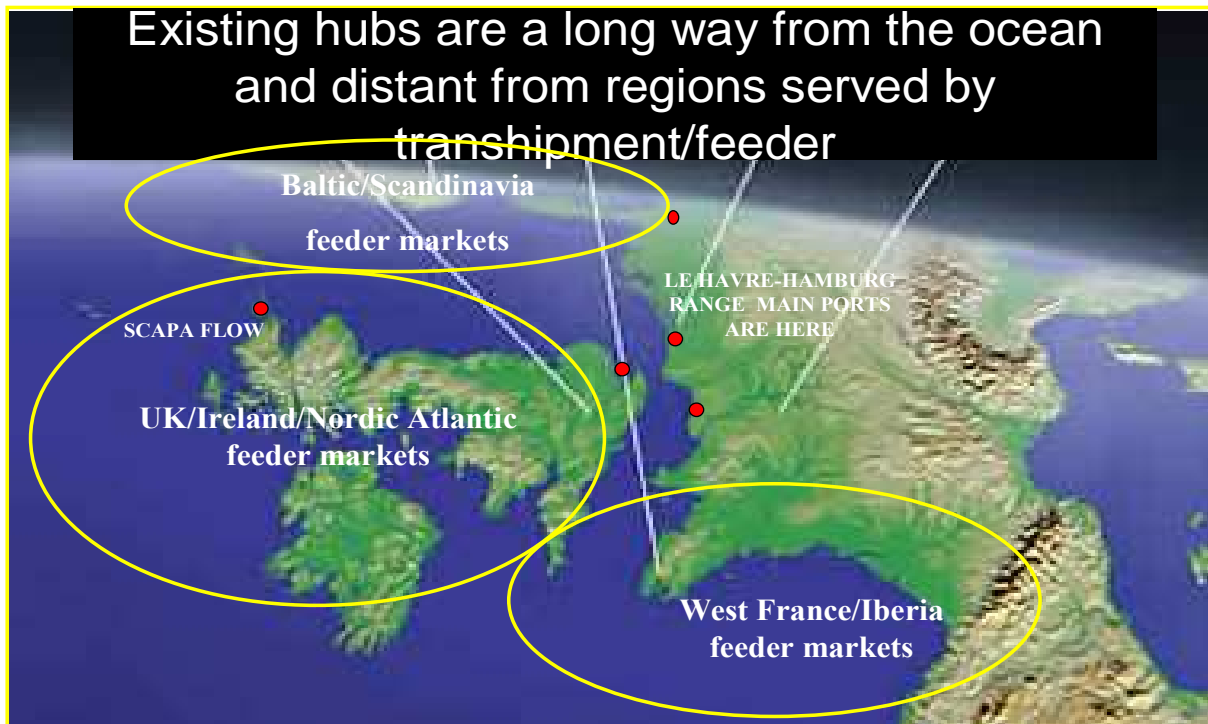 Existing hubs are a long way from the ocean
and distant from regions served by
transhipment/feeder
Baltic/Scandinavia
feeder markets
LE HAVRE-HAMBURG
RANGE MAIN PORTS
ARE HERE
SCAPA FLOW
UK/Ireland/Nordic Atlantic
feeder markets
West France/Iberia
feeder markets